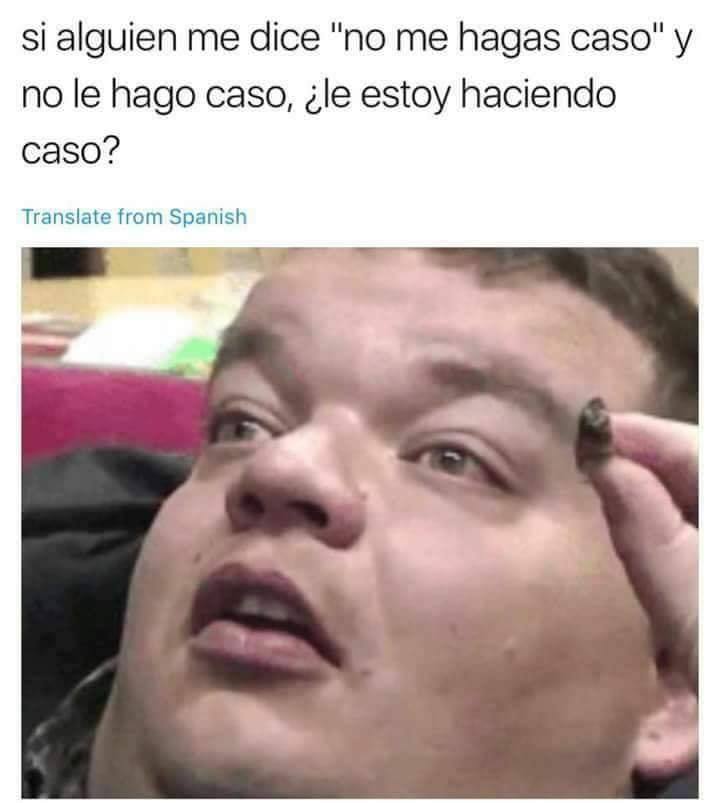 si alguien me dice "no me hagas caso" y
no le hago caso, ¿le estoy haciendo
caso?
Translate from Spanish